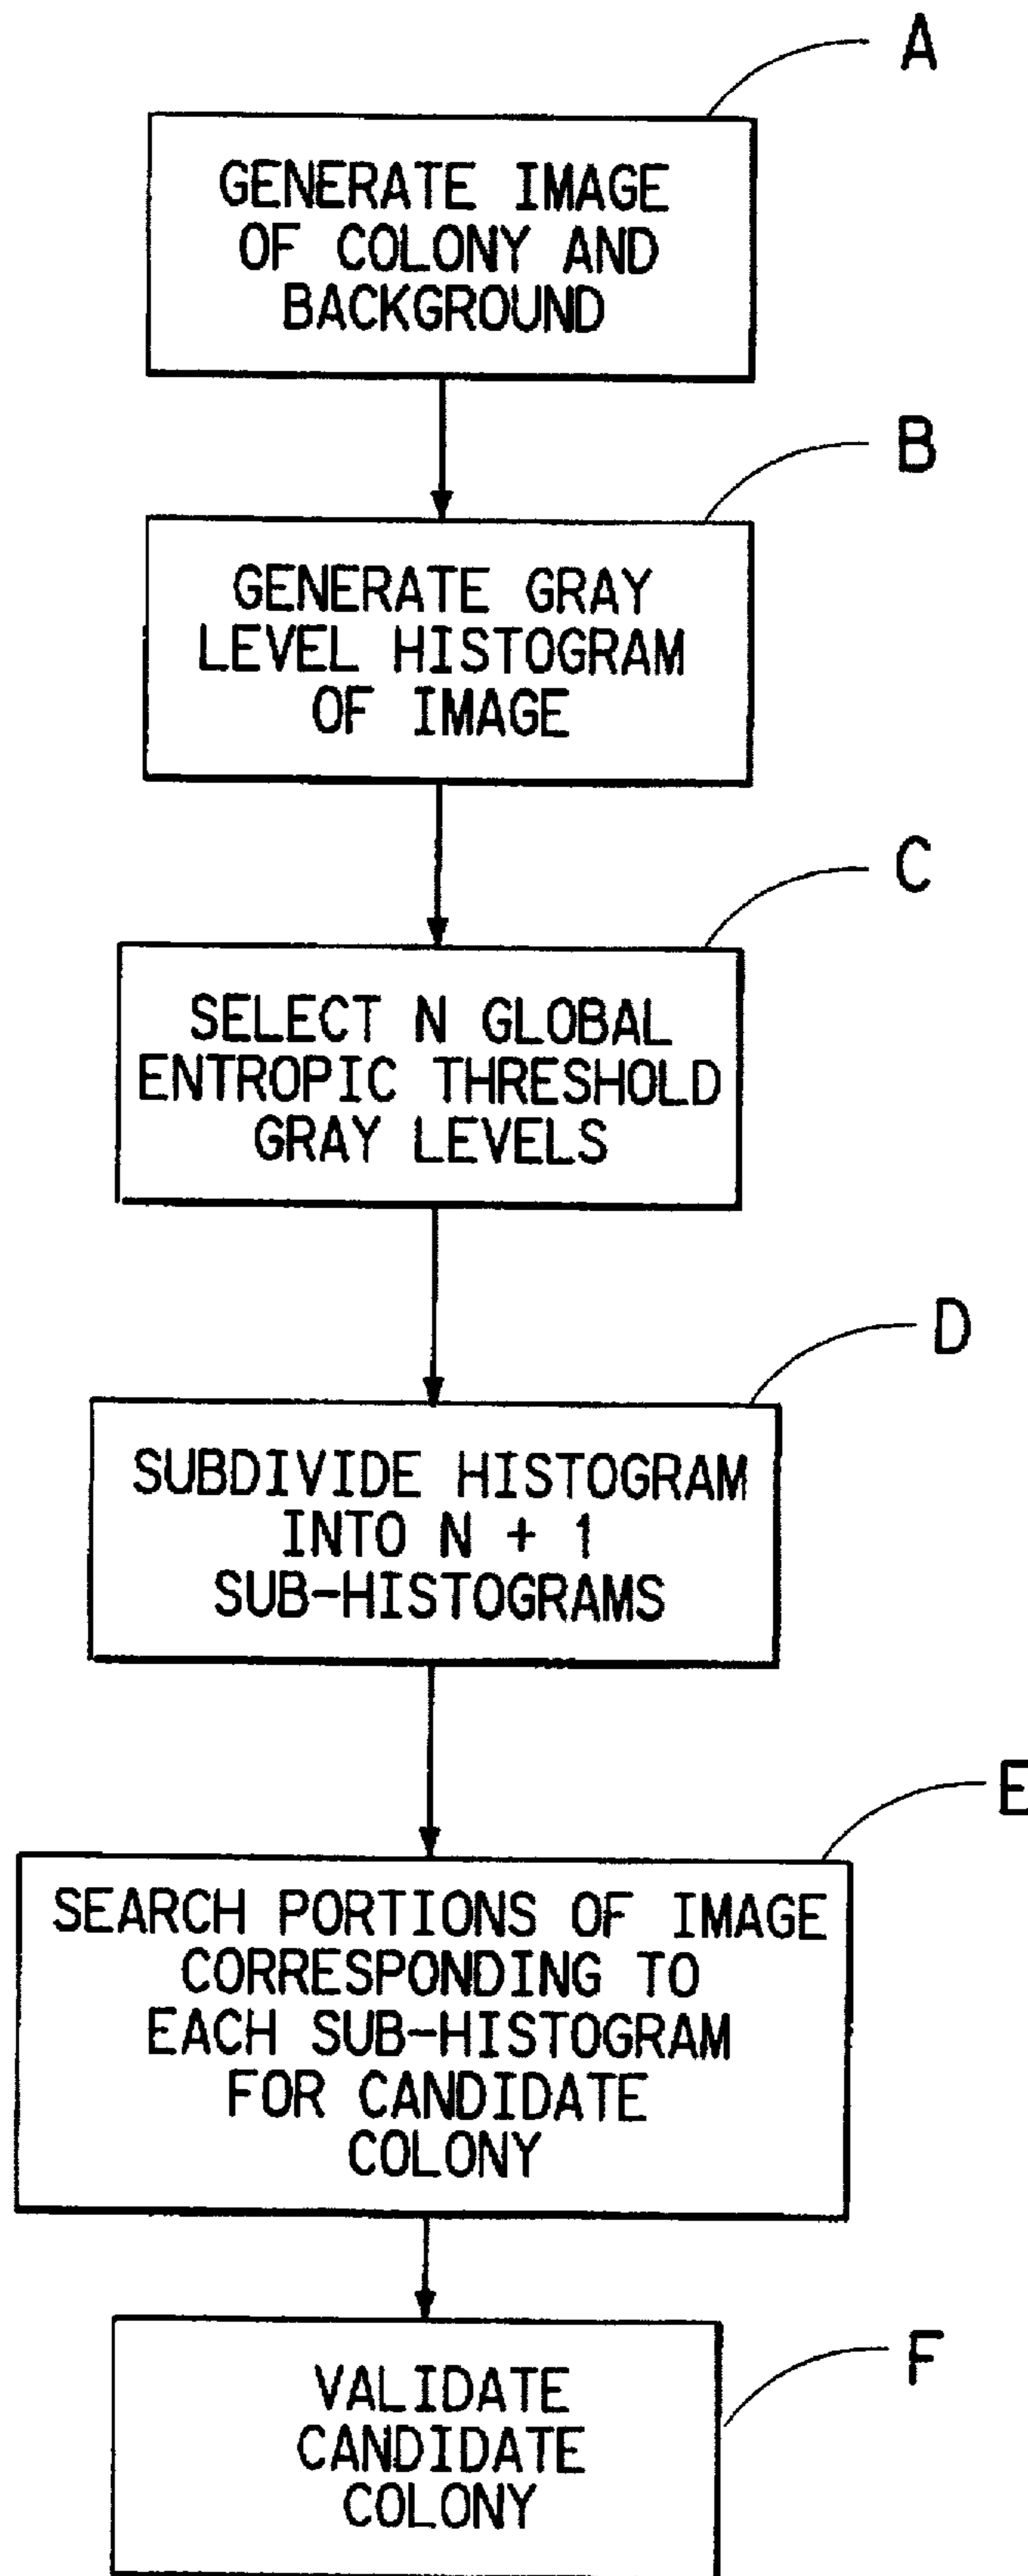 A
GENERATE IMAGE
OF COLONY AND
BACKGROUND
B
GENERATE GRAY
LEVEL HISTOGRAM
OF IMAGE
C
SELECT N GLOBAL
ENTROPIC THRESHOLD
GRAY LEVELS
D
SUBDIVIDE HISTOGRAM
INTO N + 1
SUB-HISTOGRAMS
E
SEARCH PORTIONS OF IMAGE
CORRESPONDING TO
EACH SUB-HISTOGRAM
FOR CANDIDATE
COLONY
F
VALIDATE
CANDIDATE
COLONY